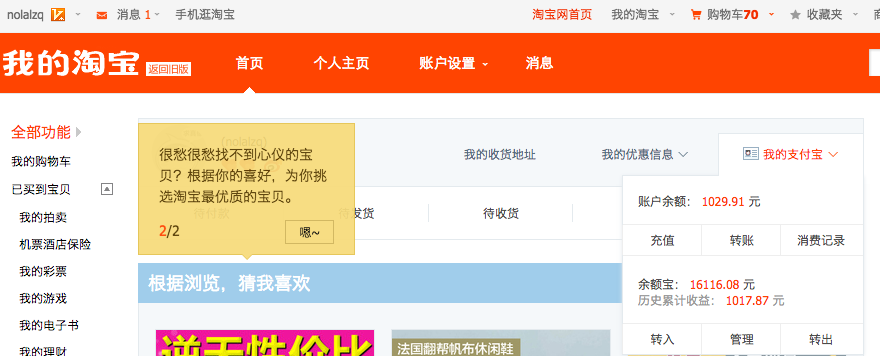 nolalzq 消息 1 手机逛淘宝 淘宝网首页 我的淘宝 购物车70 收藏夹
我的淘宝 返回旧版 首页 个人主页 账户设置 消息
全部功能
我的购物车
已买到宝贝
我的拍卖
机票酒店保险
我的彩票
我的游戏
我的电子书
我的理财
(nolalzq)
很愁很愁找不到心仪的宝
贝？根据你的喜好，为你挑
选淘宝最优质的宝贝。
2/2 嗯~
我的收货地址 我的优惠信息 我的支付宝
待付款 待发货 待收货
账户余额： 1029.91 元
充值 转账 消费记录
余额宝： 16116.08 元
历史累计收益： 1017.87 元
转入 管理 转出
根据浏览，猜我喜欢
逆天性价比
法国翻帮帆布休闲鞋